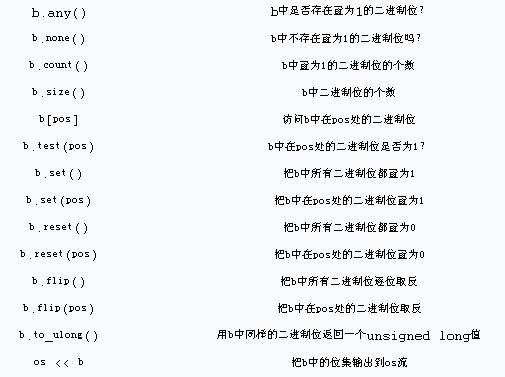 b.any() b中是否存在置为1的二进制位?
b.none() b中不存在置为1的二进制位吗?
b.count() b中置为1的二进制位的个数
b.size() b中二进制位的个数
b[pos] 访问b中在pos处的二进制位
b.test(pos) b中在pos处的二进制位是否为1?
b.set() 把b中所有二进制位都置为1
b.set(pos) 把b中在pos处的二进制位置为1
b.reset() 把b中所有二进制位都置为0
b.reset(pos) 把b中在pos处的二进制位置为0
b.flip() 把b中所有二进制位逐位取反
b.flip(pos) 把b中在pos处的二进制位取反
b.to_ulong() 用b中同样的二进制位返回一个unsigned long值
os << b 把b中的位集输出到os流